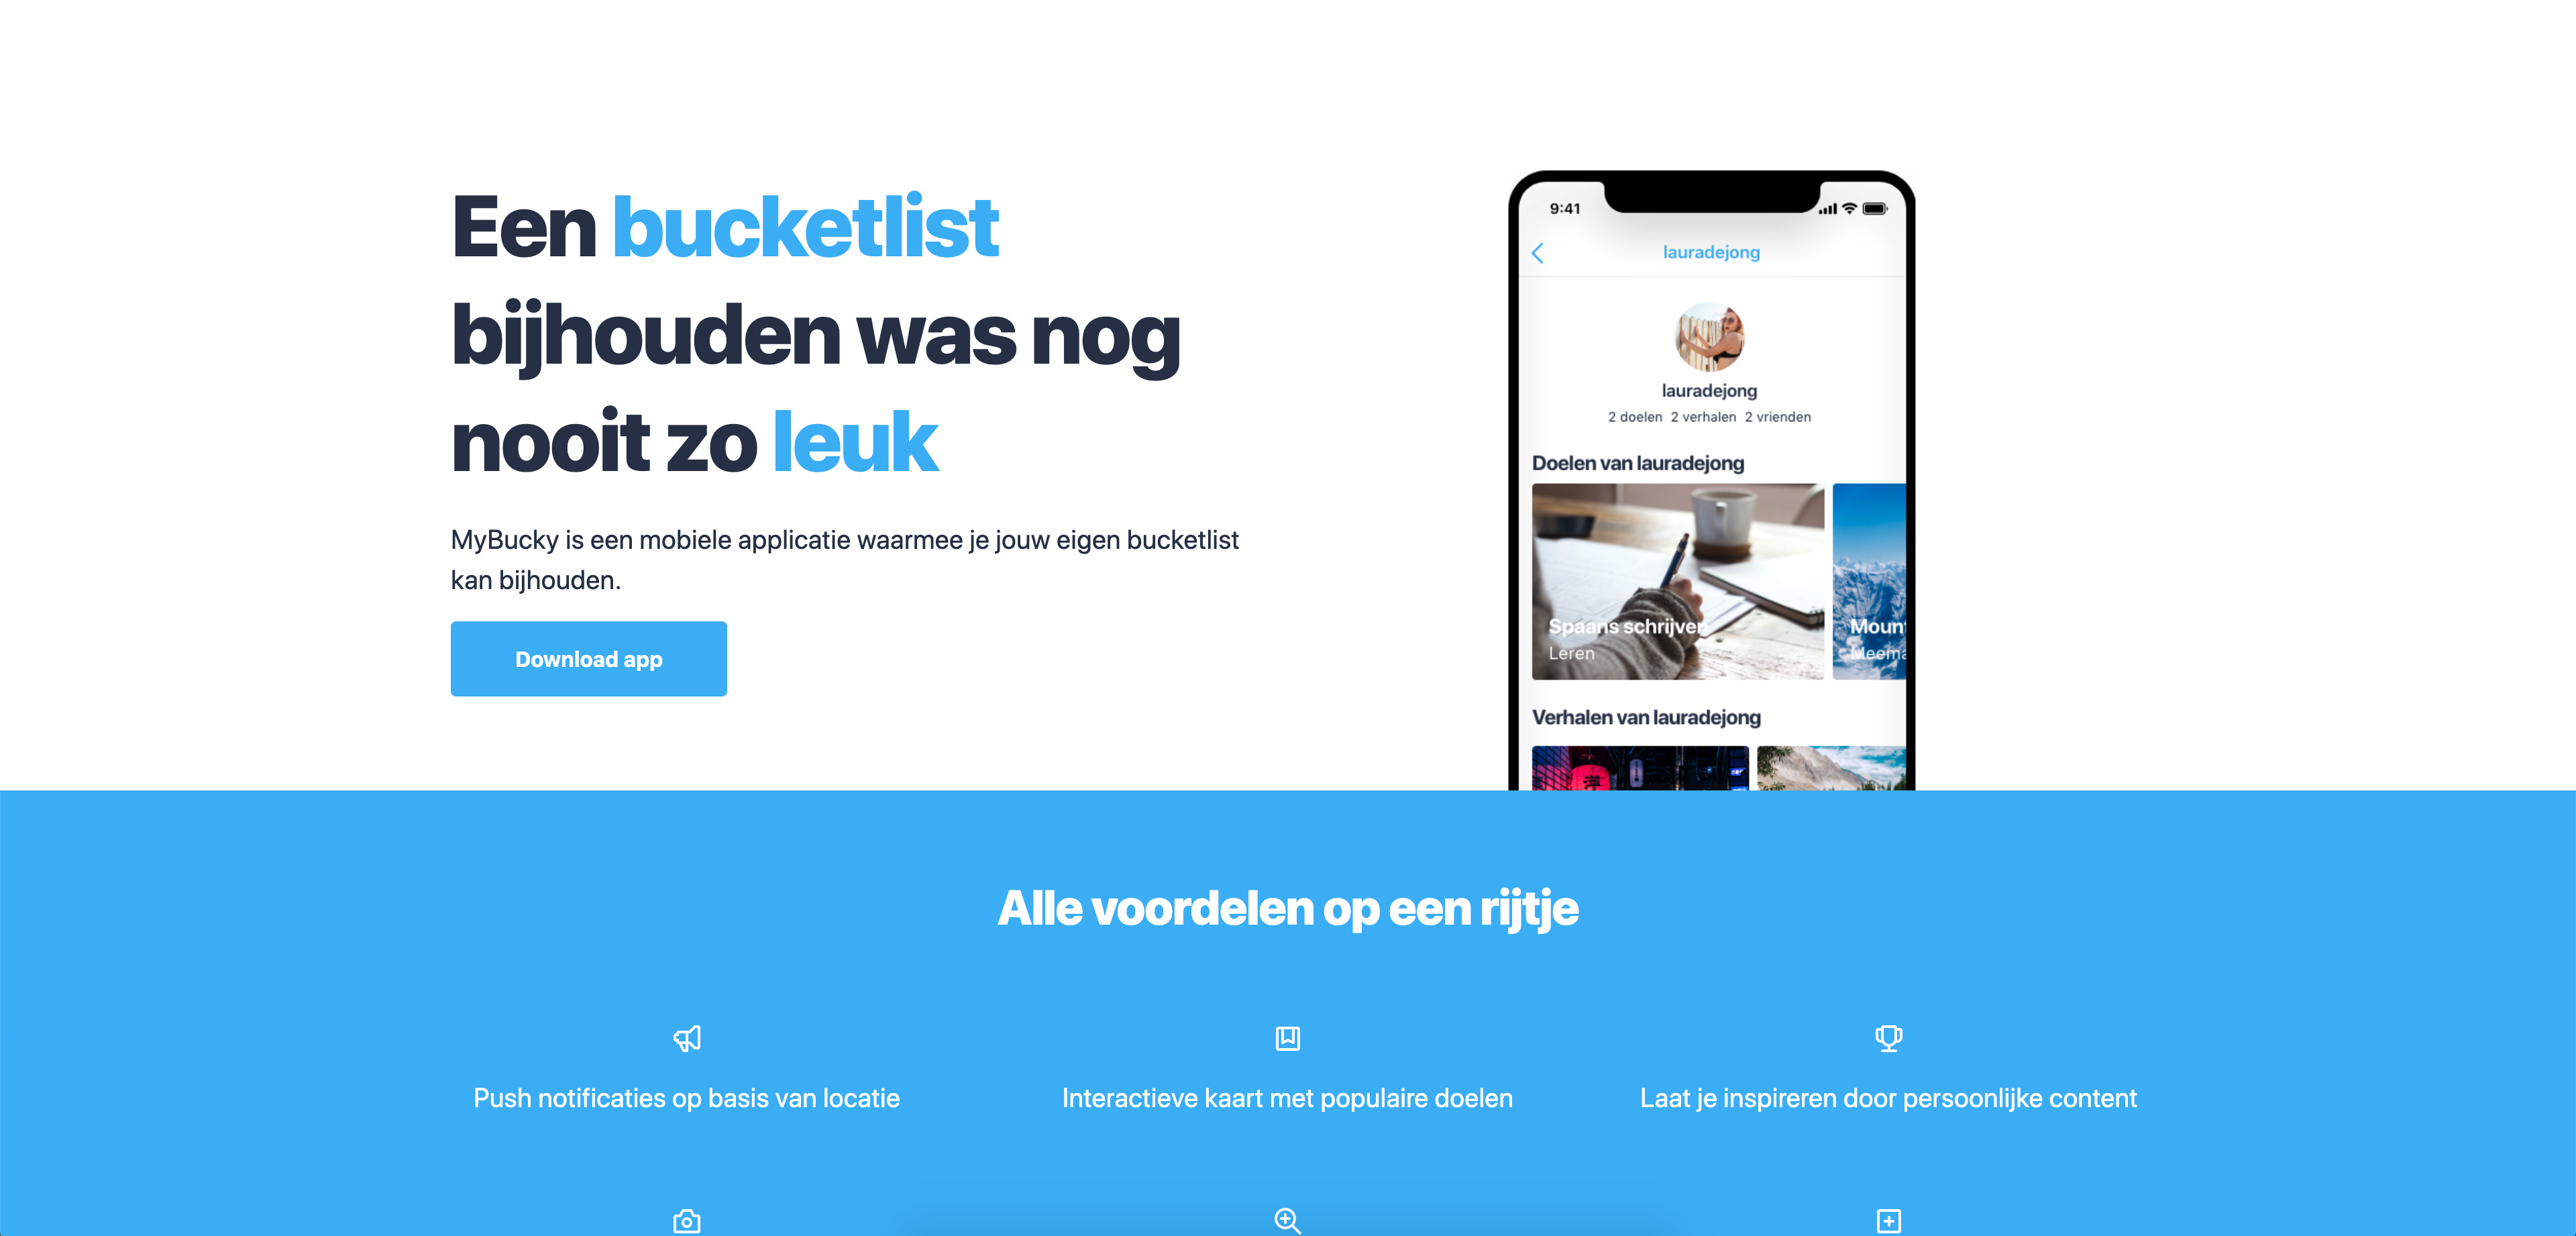 Een bucketlist
bijhouden was nog
nooit zo leuk
MyBucky is een mobiele applicatie waarmee je jouw eigen bucketlist
kan bijhouden.
Download app
9:41
lauradejong
lauradejong
2 doelen 2 verhalen 2 vrienden
Doelen van lauradejong
Spaans schrijven
Leren
Moun
Meema
Verhalen van lauradejong
Alle voordelen op een rijtje
Push notificaties op basis van locatie
Interactieve kaart met populaire doelen
Laat je inspireren door persoonlijke content